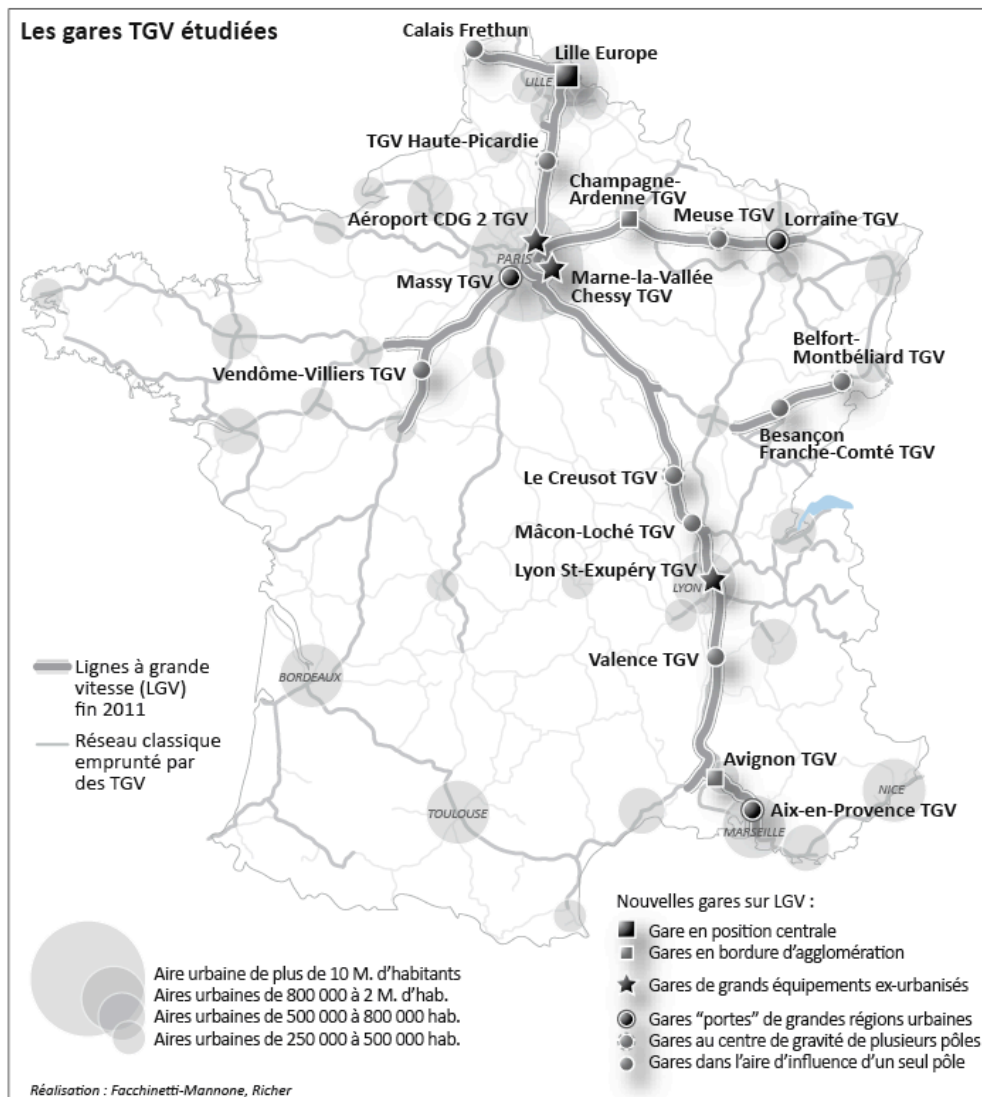 Les gares TGV étudiées
Calais Frethun
Lille Europe
LILLE
TGV Haute-Picardie
Champagne-
Ardenne TGV
Meuse TGV
Lorraine TGV
Aéroport CDG 2 TGV
PARIS
Massy TGV
Marne-la-Vallée
Chessy TGV
Belfort-
Montbéliard TGV
Vendôme-Villiers TGV
Besançon
Franche-Comté TGV
Le Creusot TGV
Mâcon-Loché TGV
Lyon St-Exupéry TGV
LYON
Valence TGV
BORDEAUX
Avignon TGV
NICE
TOULOUSE
Aix-en-Provence TGV
MARSEILLE
Lignes à grande
vitesse (LGV)
fin 2011
Réseau classique
emprunté par
des TGV
Aire urbaine de plus de 10 M. d'habitants
Aires urbaines de 800 000 à 2 M. d'hab.
Aires urbaines de 500 000 à 800 000 hab.
Aires urbaines de 250 000 à 500 000 hab.
Nouvelles gares sur LGV :
Gare en position centrale
Gares en bordure d'agglomération
Gares de grands équipements ex-urbanisés
Gares "portes" de grandes régions urbaines
Gares au centre de gravité de plusieurs pôles
Gares dans l'aire d'influence d'un seul pôle
Réalisation : Facchinetti-Mannone, Richer